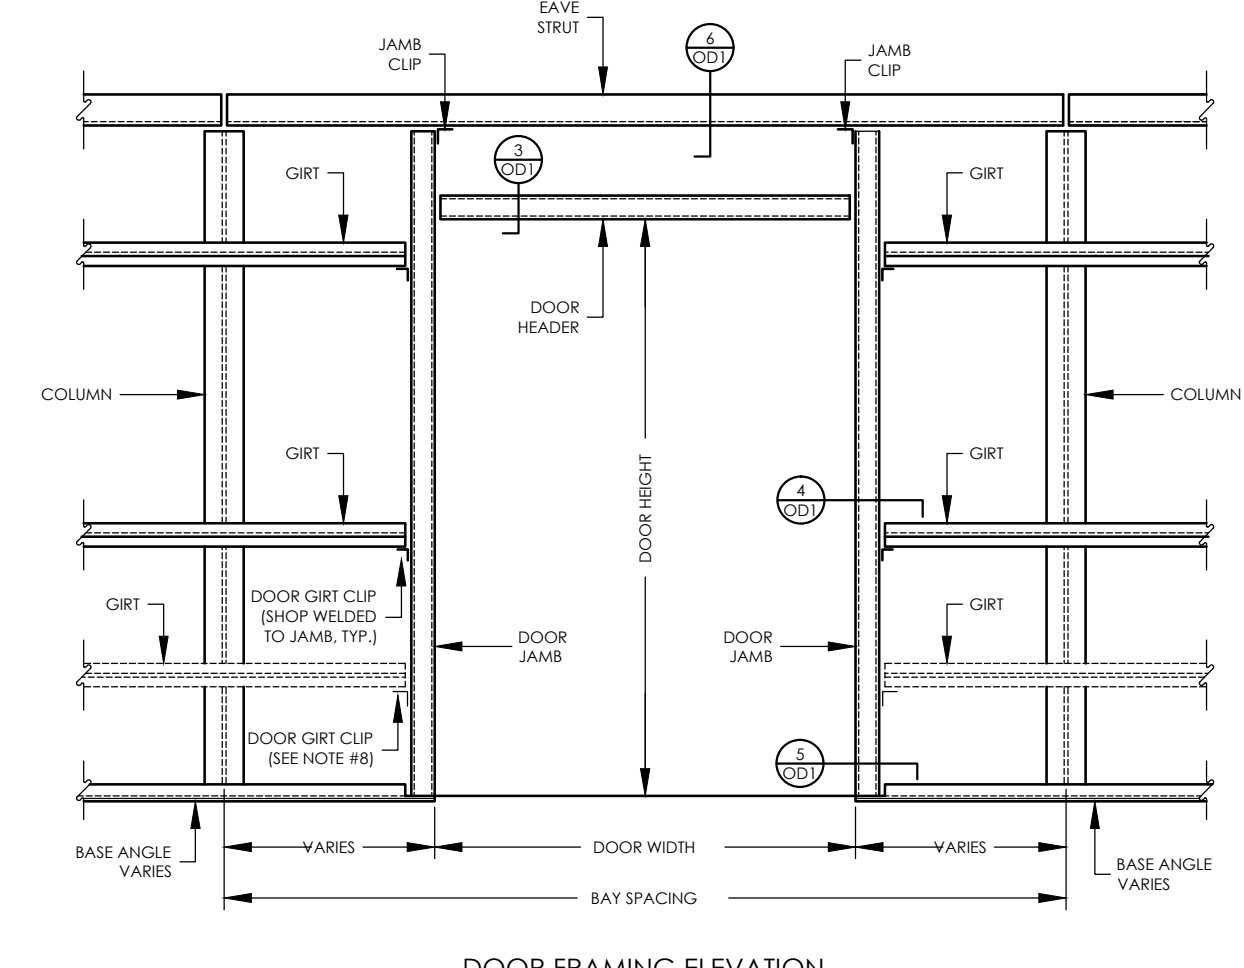 EAVE
STRUT
6
OD1
JAMB
CLIP
JAMB
CLIP
3
OD1
GIRT
GIRT
DOOR
HEADER
COLUMN
COLUMN
GIRT
GIRT
DOOR HEIGHT
4
OD1
DOOR GIRT CLIP
(SHOP WELDED
TO JAMB, TYP.)
GIRT
GIRT
DOOR
JAMB
DOOR
JAMB
DOOR GIRT CLIP
(SEE NOTE #8)
5
OD1
BASE ANGLE
VARIES
VARIES
DOOR WIDTH
VARIES
BASE ANGLE
VARIES
BAY SPACING
DOOR FRAMING ELEVATION